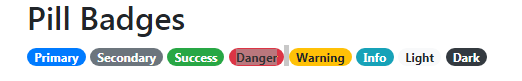 Pill Badges
Primary Secondary Success Danger Warning Info Light Dark